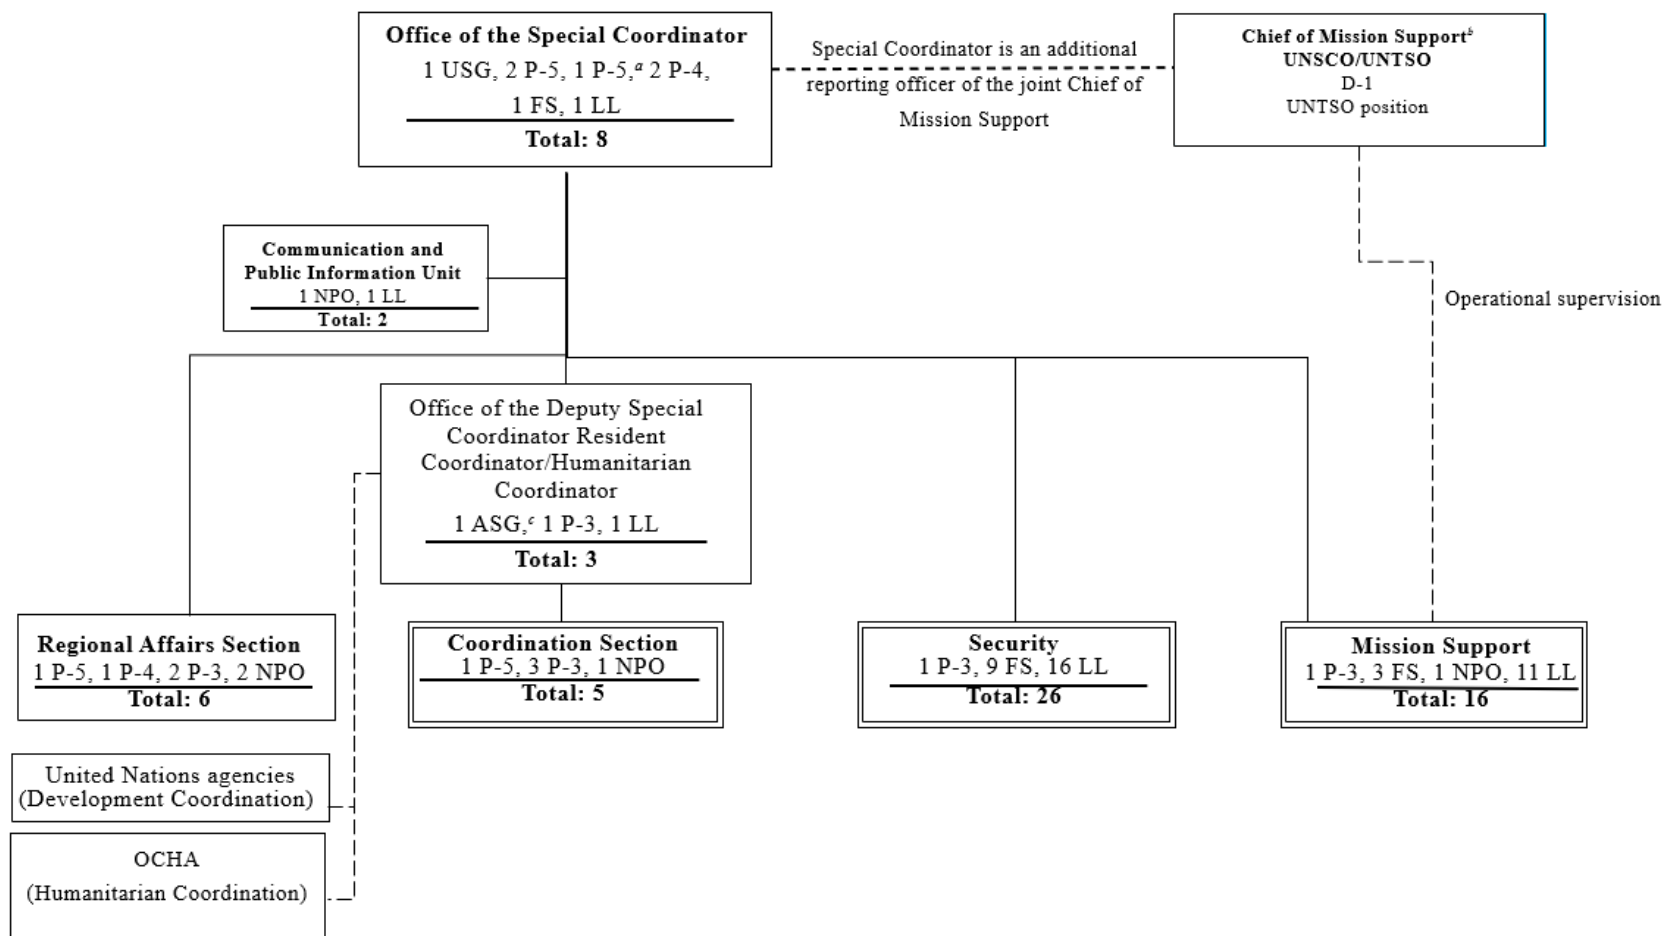 Office of the Special Coordinator
1 USG, 2 P-5, 1 P-5,ᵃ 2 P-4,
1 FS, 1 LL
Total: 8
Special Coordinator is an additional
reporting officer of the joint Chief of
Mission Support
Chief of Mission Supportᵇ
UNSCO/UNTSO
D-1
UNTSO position
Communication and
Public Information Unit
1 NPO, 1 LL
Total: 2
Operational supervision
Office of the Deputy Special
Coordinator Resident
Coordinator/Humanitarian
Coordinator
1 ASG,ᶜ 1 P-3, 1 LL
Total: 3
Regional Affairs Section
1 P-5, 1 P-4, 2 P-3, 2 NPO
Total: 6
Coordination Section
1 P-5, 3 P-3, 1 NPO
Total: 5
Security
1 P-3, 9 FS, 16 LL
Total: 26
Mission Support
1 P-3, 3 FS, 1 NPO, 11 LL
Total: 16
United Nations agencies
(Development Coordination)
OCHA
(Humanitarian Coordination)